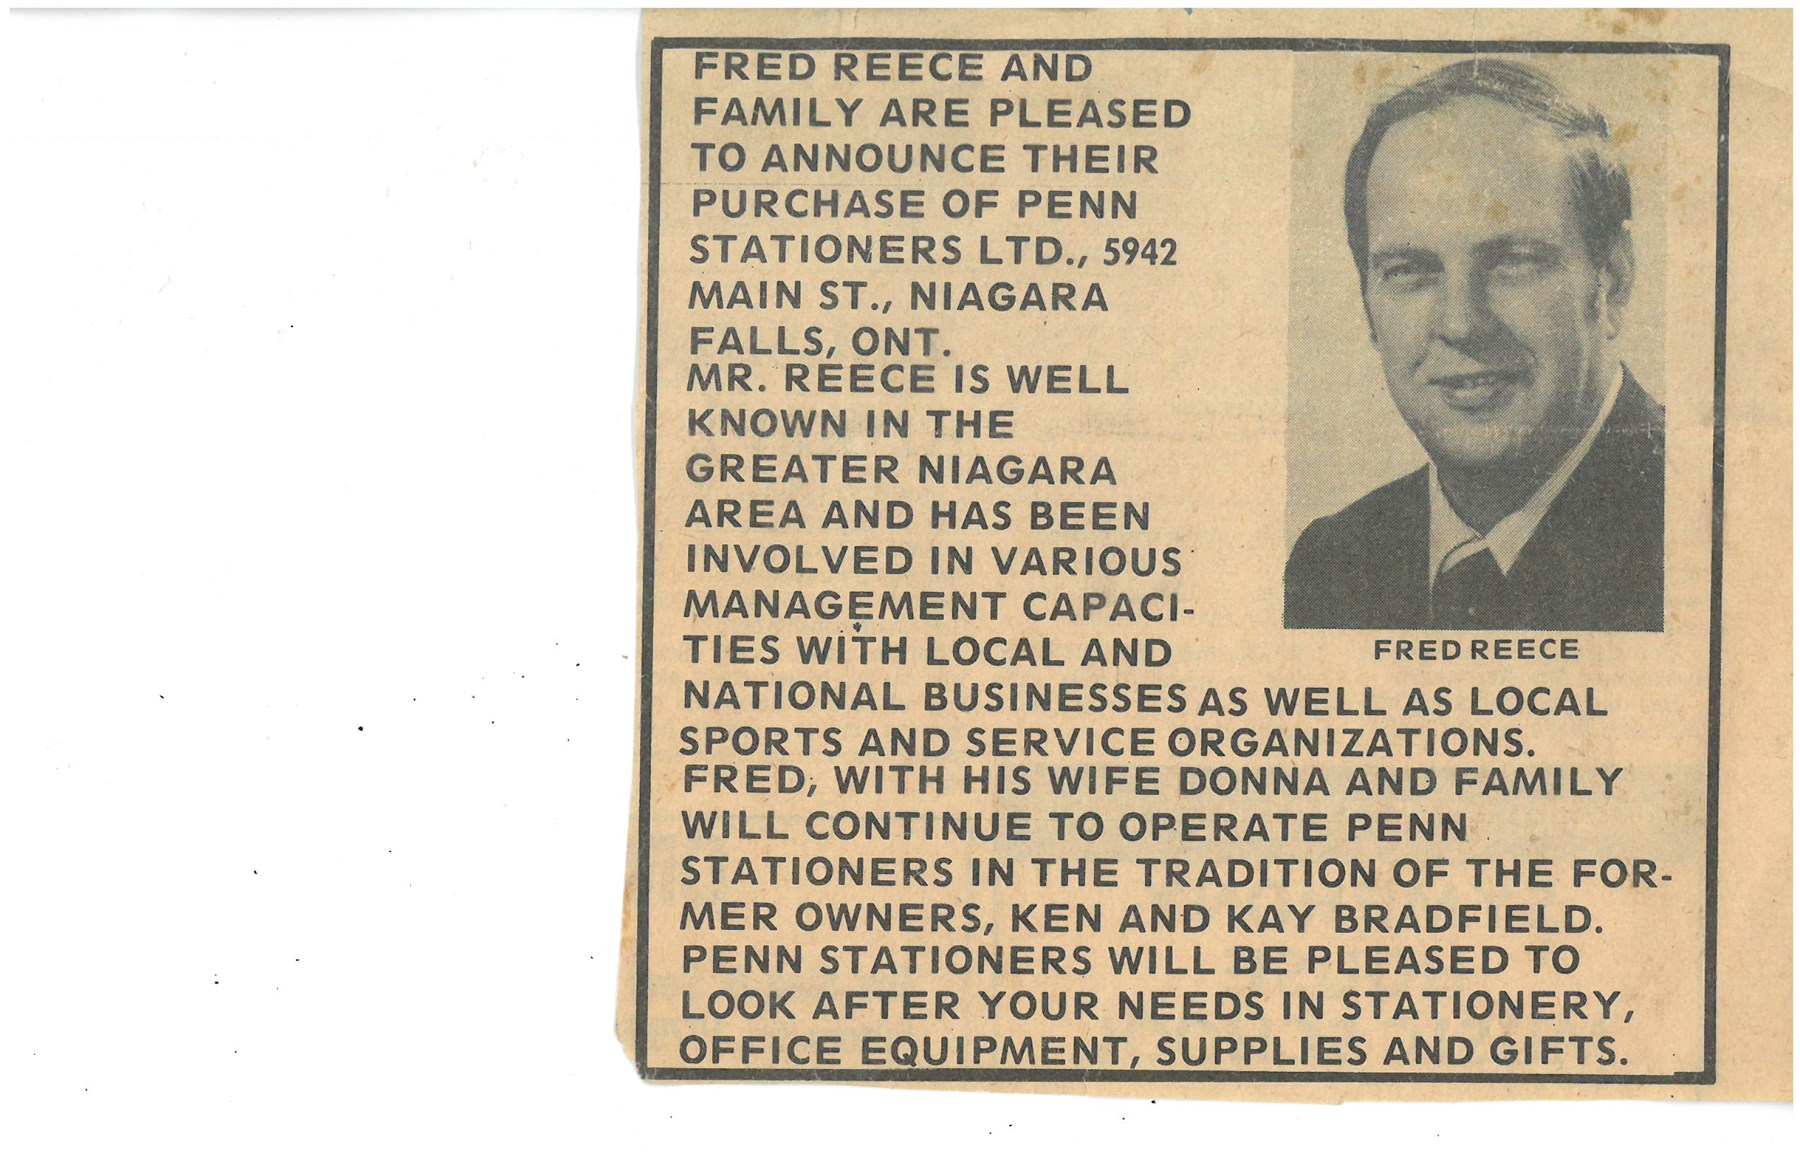 FRED REECE AND
FAMILY ARE PLEASED
TO ANNOUNCE THEIR
PURCHASE OF PENN
STATIONERS LTD., 5942
MAIN ST., NIAGARA
FALLS, ONT.
MR. REECE IS WELL
KNOWN IN THE
GREATER NIAGARA
AREA AND HAS BEEN
INVOLVED IN VARIOUS
MANAGEMENT CAPACI-
TIES WITH LOCAL AND
NATIONAL BUSINESSES AS WELL AS LOCAL
SPORTS AND SERVICE ORGANIZATIONS.
FRED, WITH HIS WIFE DONNA AND FAMILY
WILL CONTINUE TO OPERATE PENN
STATIONERS IN THE TRADITION OF THE FOR-
MER OWNERS, KEN AND KAY BRADFIELD.
PENN STATIONERS WILL BE PLEASED TO
LOOK AFTER YOUR NEEDS IN STATIONERY,
OFFICE EQUIPMENT, SUPPLIES AND GIFTS.
FRED REECE